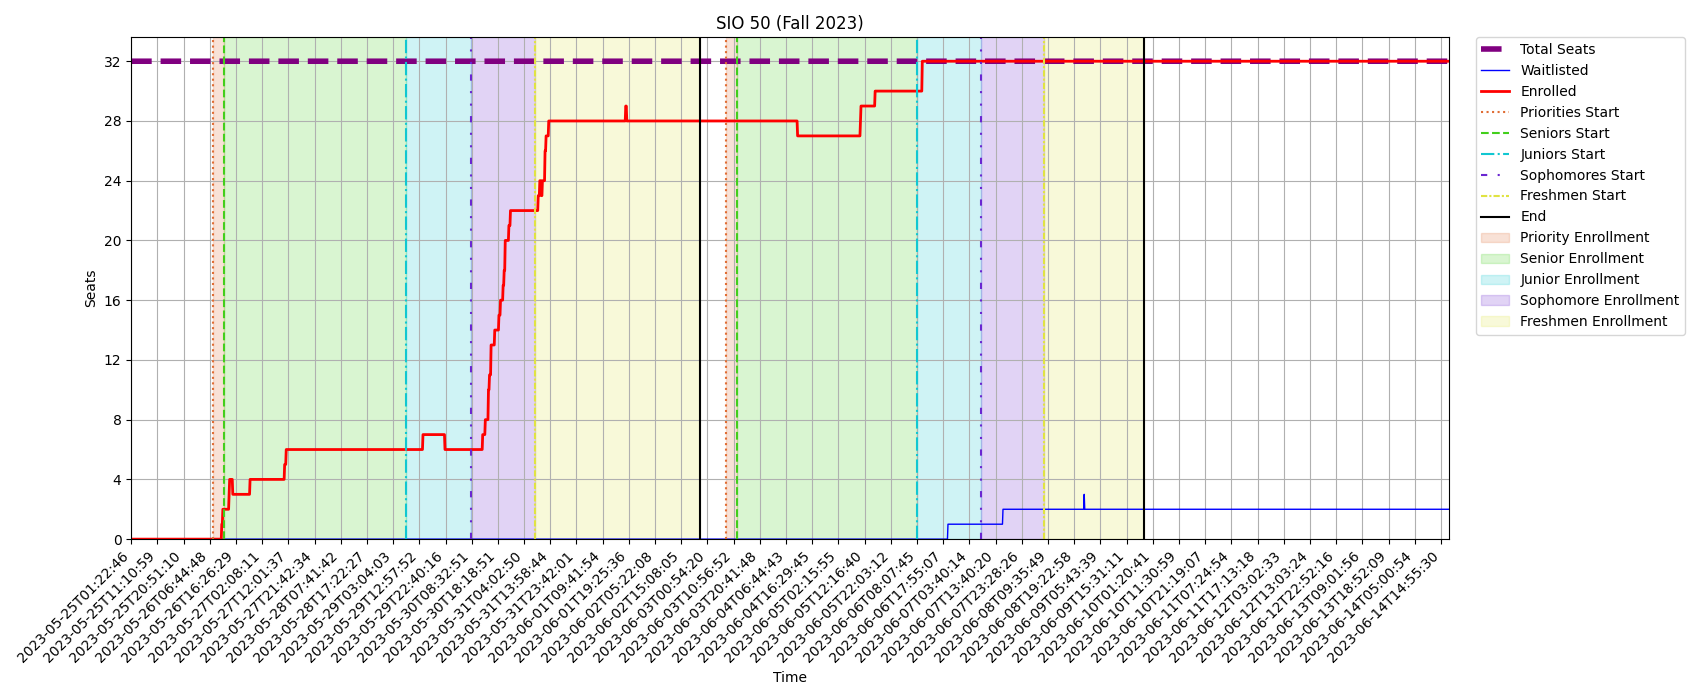 SIO 50 (Fall 2023)
Seats
32
28
24
20
16
12
8
4
0
2023-05-25T01:22:46
2023-05-25T11:10:59
2023-05-25T20:51:10
2023-05-26T06:44:48
2023-05-26T16:26:29
2023-05-27T02:08:11
2023-05-27T12:01:37
2023-05-27T21:42:34
2023-05-28T07:41:42
2023-05-28T17:22:27
2023-05-29T03:04:03
2023-05-29T12:57:52
2023-05-29T22:40:16
2023-05-30T08:32:51
2023-05-30T18:18:51
2023-05-31T04:02:50
2023-05-31T13:58:44
2023-05-31T23:42:01
2023-06-01T09:41:54
2023-06-01T19:25:36
2023-06-02T05:22:08
2023-06-02T15:08:05
2023-06-03T00:54:20
2023-06-03T10:56:52
2023-06-03T20:41:48
2023-06-04T06:44:43
2023-06-04T16:29:45
2023-06-05T02:15:55
2023-06-05T12:16:40
2023-06-05T22:03:12
2023-06-06T08:07:45
2023-06-06T17:55:07
2023-06-07T03:40:14
2023-06-07T13:40:20
2023-06-07T23:28:26
2023-06-08T09:35:49
2023-06-08T19:22:58
2023-06-09T05:43:39
2023-06-09T15:31:11
2023-06-10T01:20:41
2023-06-10T11:30:59
2023-06-10T21:19:07
2023-06-11T07:24:54
2023-06-11T17:13:18
2023-06-12T03:02:33
2023-06-12T13:03:24
2023-06-12T22:52:16
2023-06-13T09:01:56
2023-06-13T18:52:09
2023-06-14T05:00:54
2023-06-14T14:55:30
Time
Total Seats
Waitlisted
Enrolled
Priorities Start
Seniors Start
Juniors Start
Sophomores Start
Freshmen Start
End
Priority Enrollment
Senior Enrollment
Junior Enrollment
Sophomore Enrollment
Freshmen Enrollment